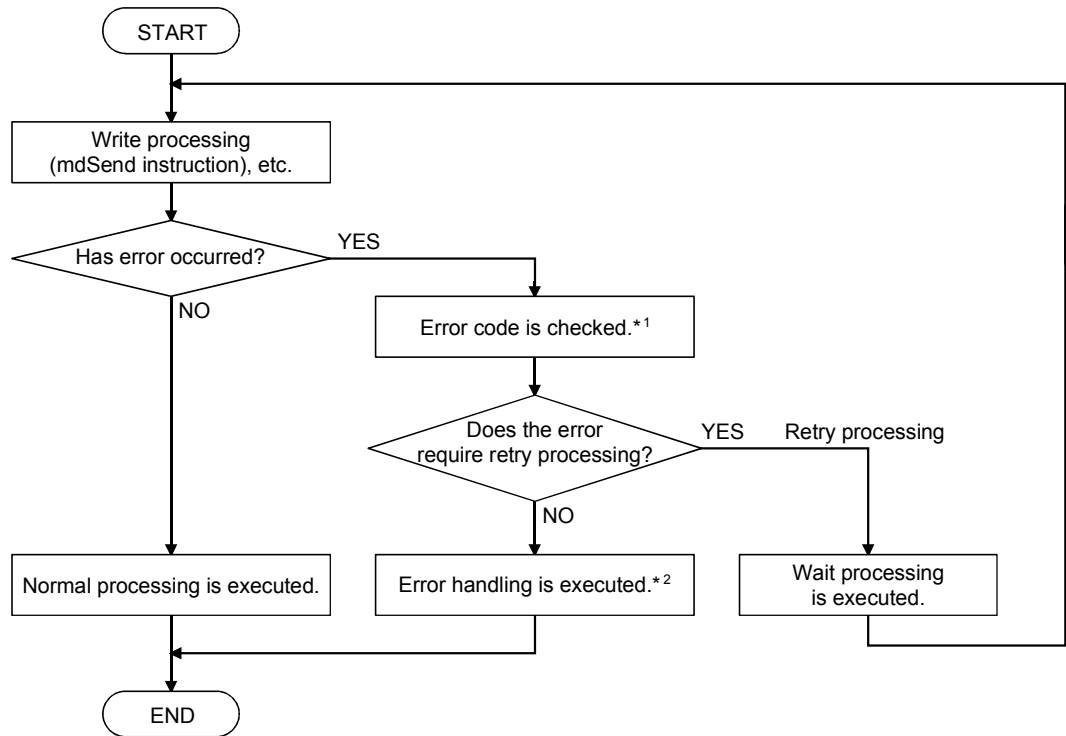 START
Write processing
(mdSend instruction), etc.
Has error occurred?
YES
NO
Error code is checked.*1
Does the error
require retry processing?
YES
Retry processing
NO
Normal processing is executed.
Error handling is executed.*2
Wait processing
is executed.
END